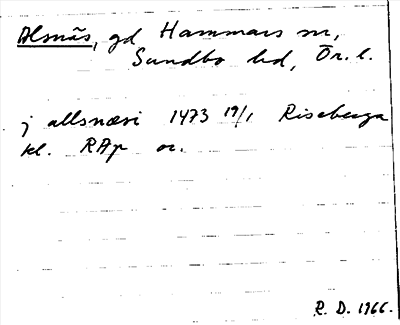 Alsnäs, gd Hammars sn,
Sundbo hd, Ör. l.
j allsnæsi 1473 19/1 Riseberga
kl. RAp or.
R. D. 1966.